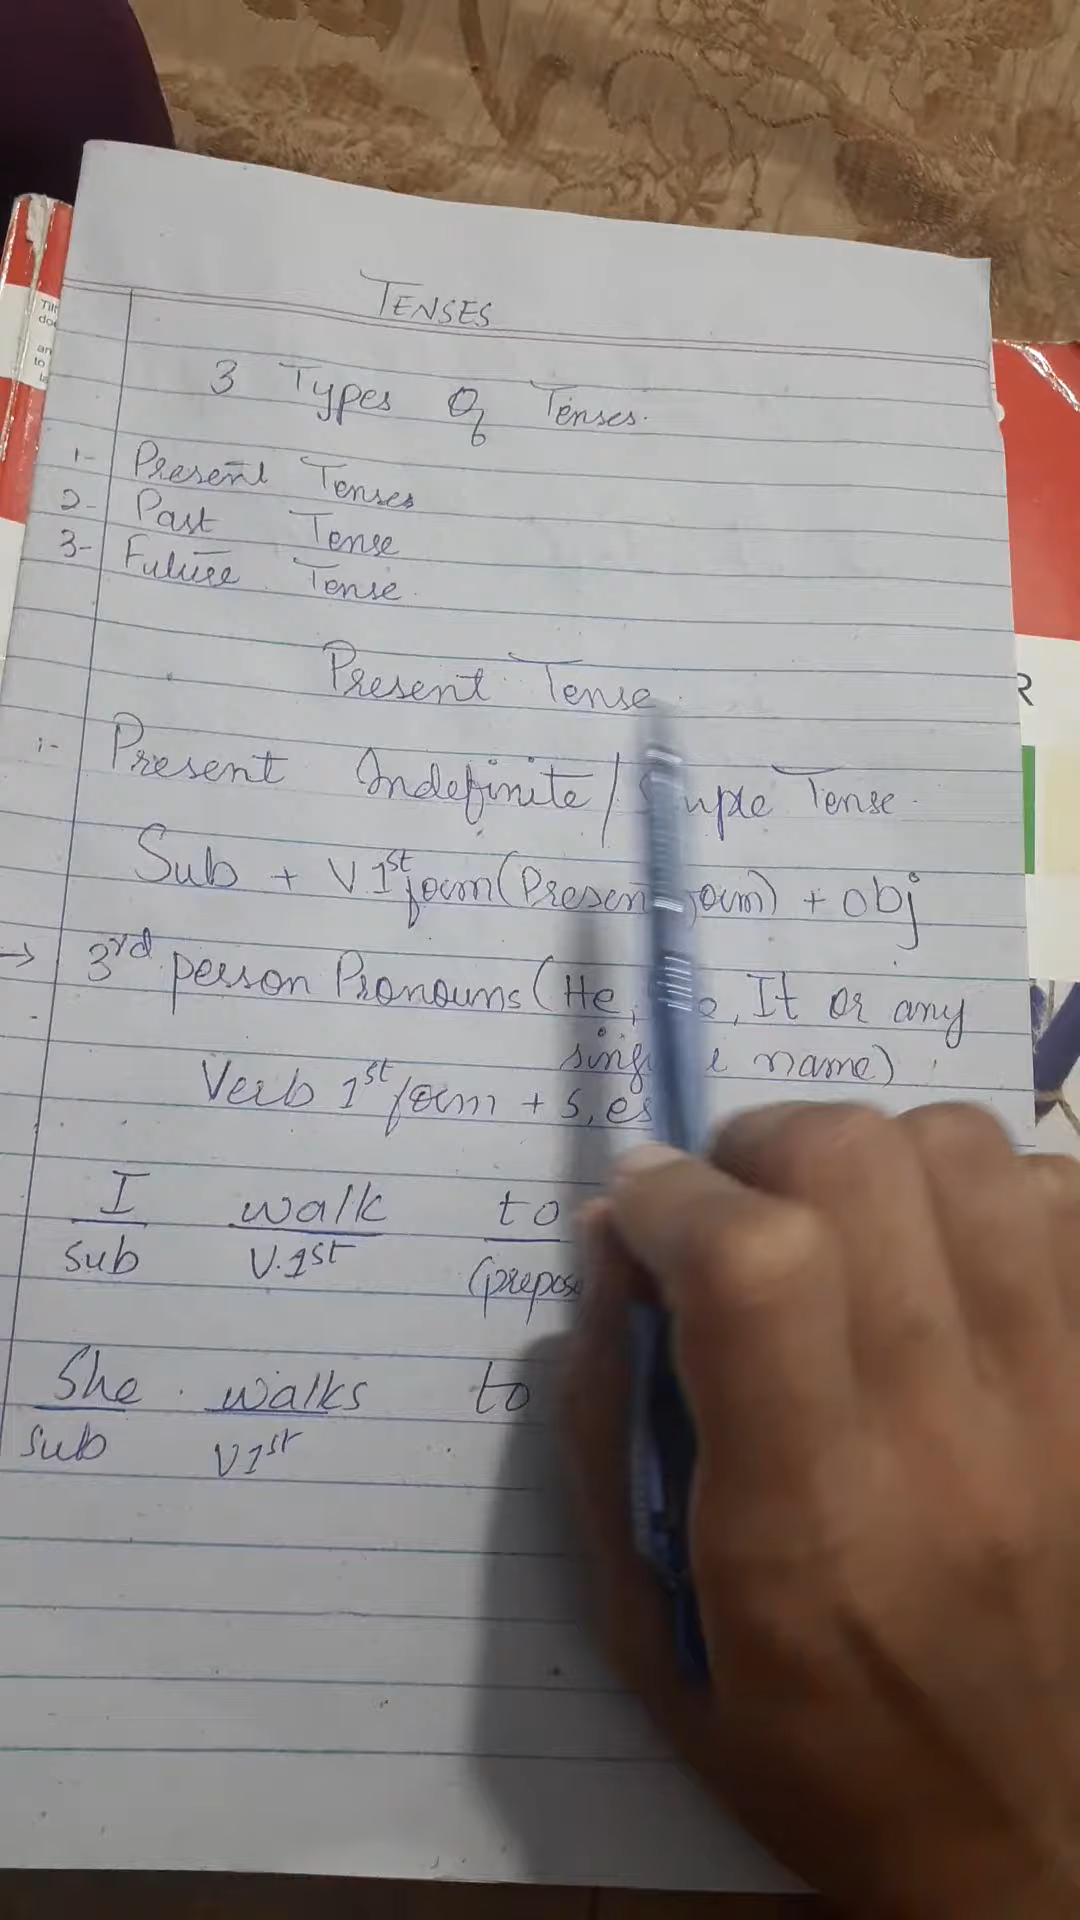 TENSES
3 Types Of Tenses.
1- Present Tenses
2- Past Tense
3- Future Tense.
Present Tense
i- Present Indefinite / Tense.
Sub + V.1st form (Present form) + obj
→ 3rd person Pronouns (He, It or any
name)
Verb 1st form + s, es
I walk to
sub V.1st
She walks to
sub V1st
R